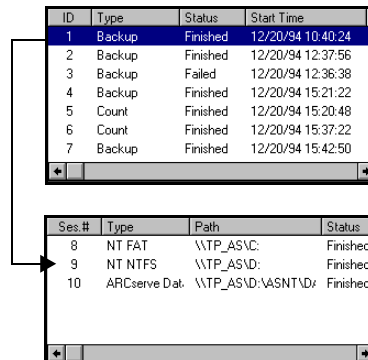 ID Type Status Start Time
1 Backup Finished 12/20/94 10:40:24
2 Backup Finished 12/20/94 12:37:56
3 Backup Failed 12/20/94 12:36:38
4 Backup Finished 12/20/94 15:21:22
5 Count Finished 12/20/94 15:20:48
6 Count Finished 12/20/94 15:37:22
7 Backup Finished 12/20/94 15:42:50
Ses.# Type Path Status
8 NT FAT \\TP_AS\C: Finished
9 NT NTFS \\TP_AS\D: Finished
10 ARCserve Dat. \\TP_AS\D:\ASNT\DA Finished